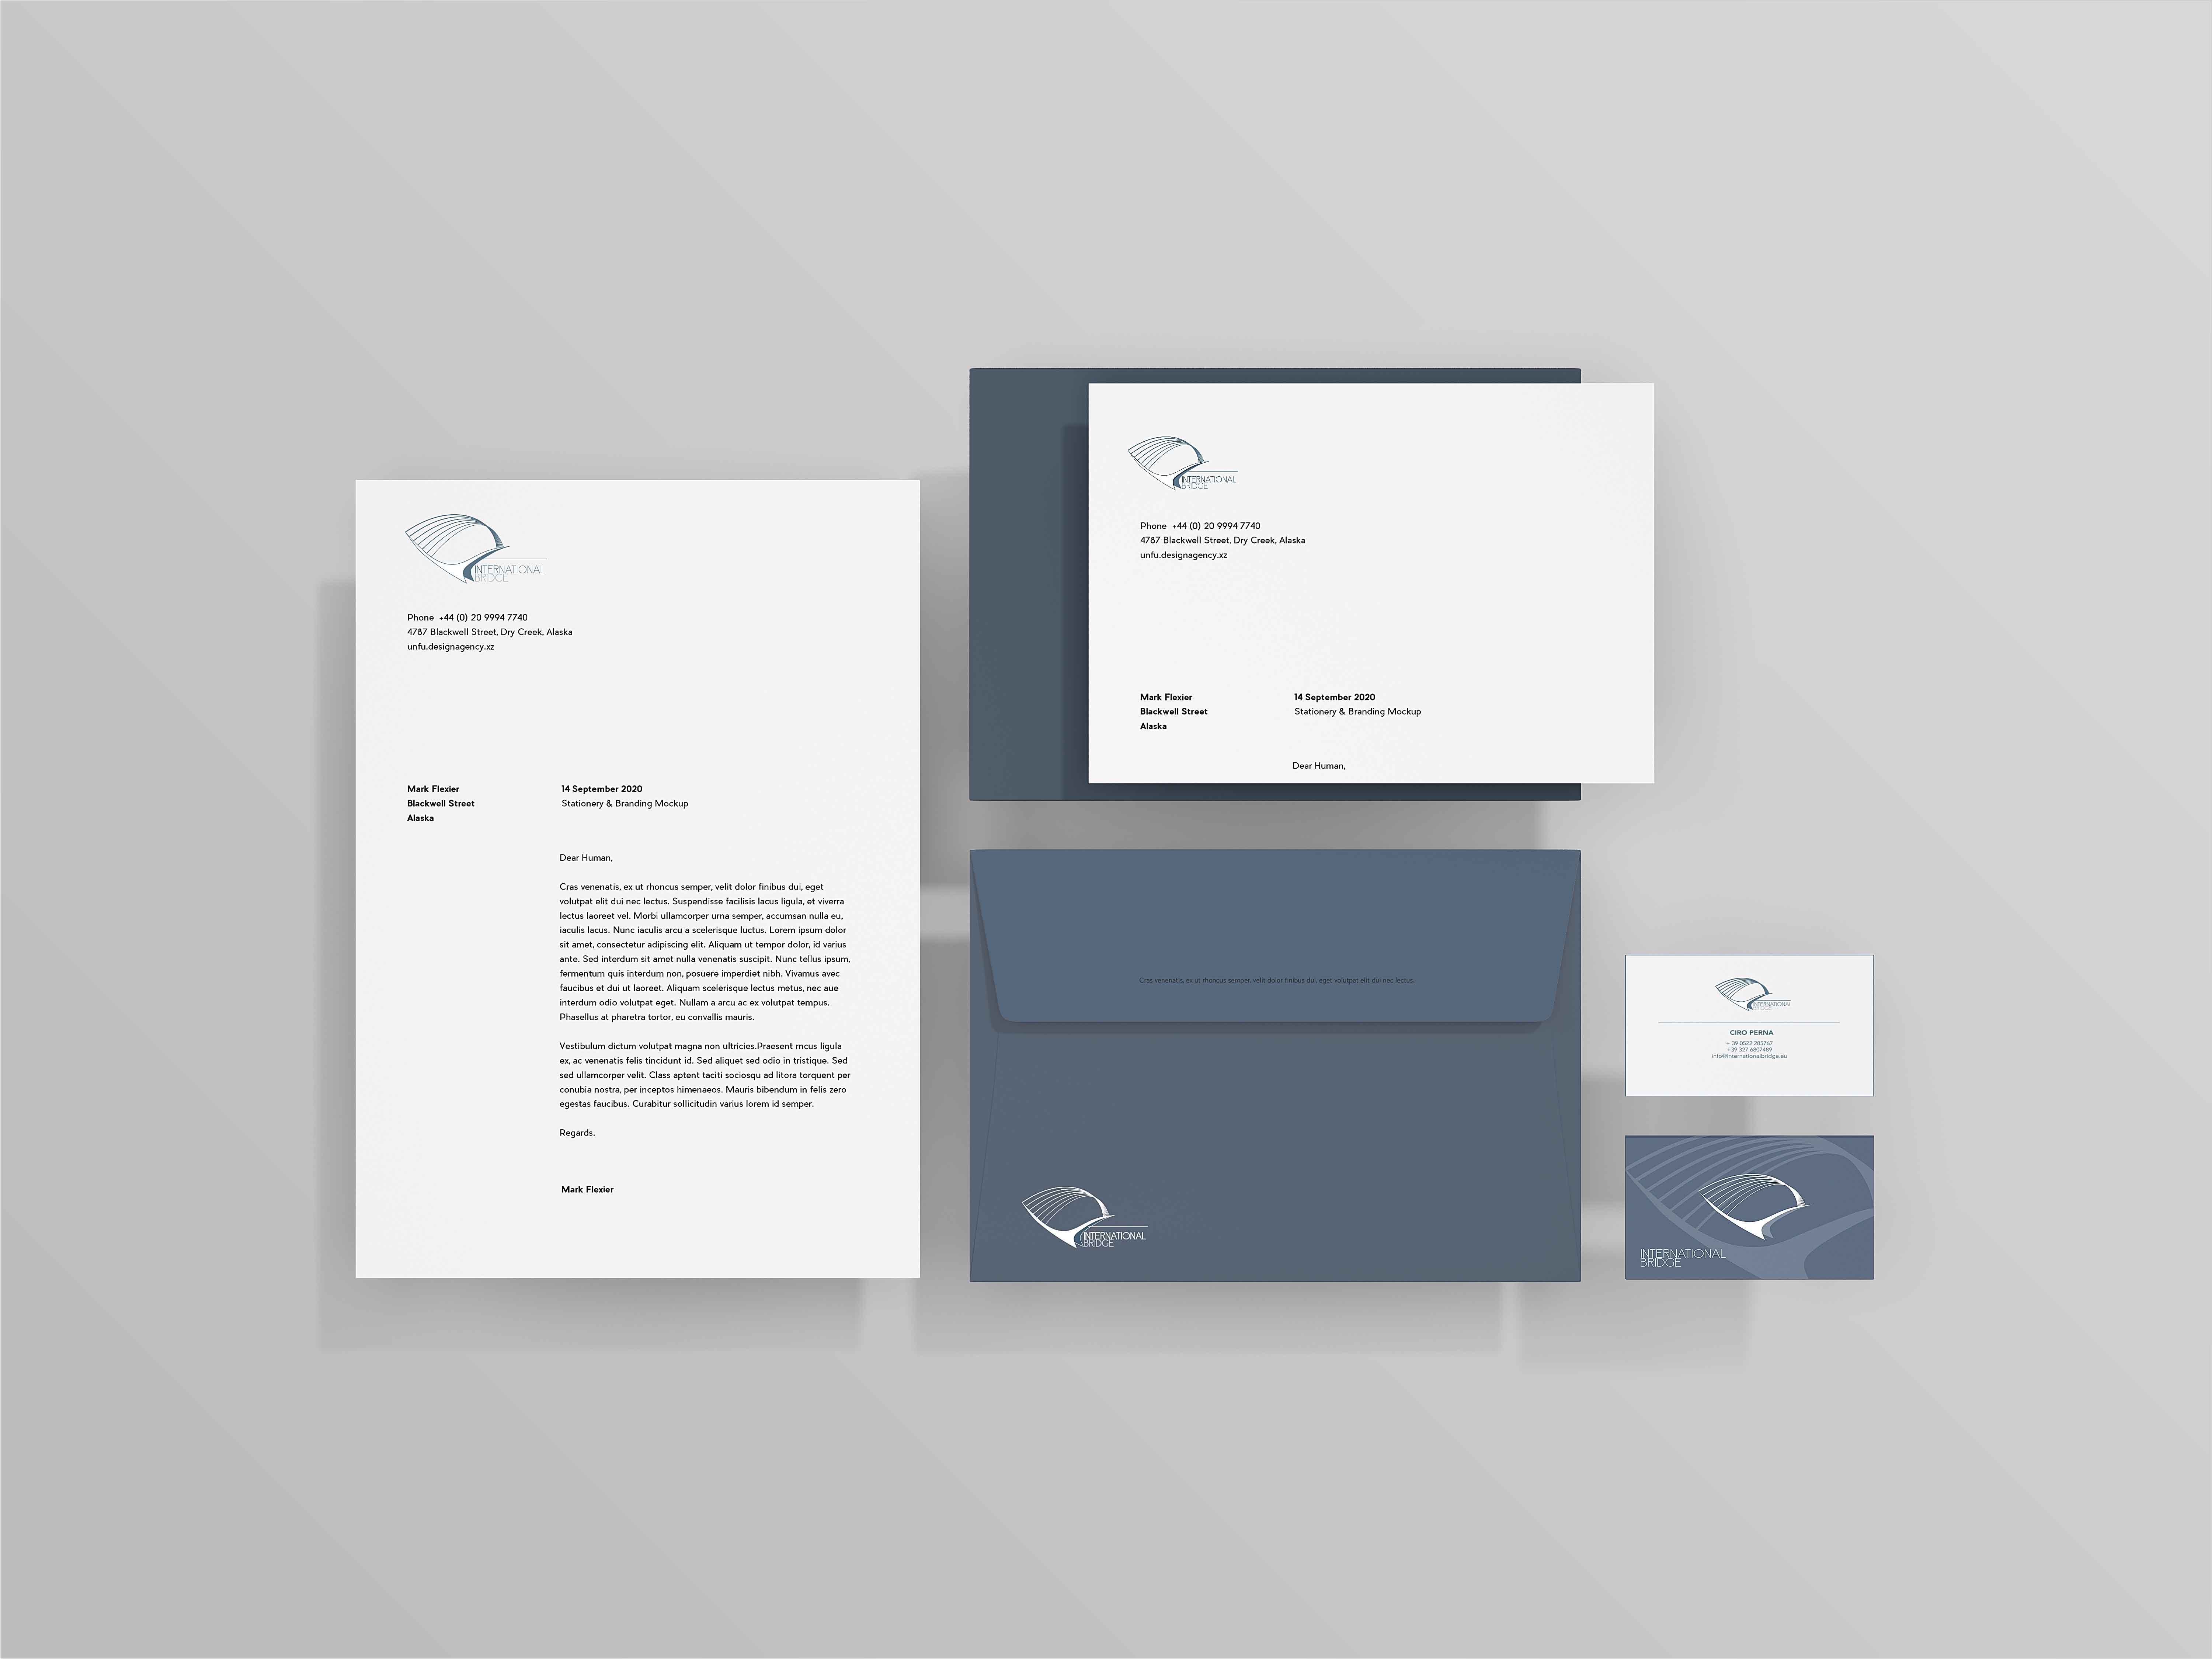 INTERNATIONAL
BRIDGE
Phone  +44 (0) 20 9994 7740
4787 Blackwell Street, Dry Creek, Alaska
unfu.designagency.xz
Mark Flexier
Blackwell Street
Alaska
14 September 2020
Stationery & Branding Mockup
Dear Human,
Cras venenatis, ex ut rhoncus semper, velit dolor finibus dui, eget
volutpat elit dui nec lectus. Suspendisse facilisis lacus ligula, et viverra
lectus laoreet vel. Morbi ullamcorper urna semper, accumsan nulla eu,
iaculis lacus. Nunc iaculis arcu a scelerisque luctus. Lorem ipsum dolor
sit amet, consectetur adipiscing elit. Aliquam ut tempor dolor, id varius
ante. Sed interdum sit amet nulla venenatis suscipit. Nunc tellus ipsum,
fermentum quis interdum non, posuere imperdiet nibh. Vivamus avec
faucibus et dui ut laoreet. Aliquam scelerisque lectus metus, nec aue
interdum odio volutpat eget. Nullam a arcu ac ex volutpat tempus.
Phasellus at pharetra tortor, eu convallis mauris.
Vestibulum dictum volutpat magna non ultricies.Praesent rncus ligula
ex, ac venenatis felis tincidunt id. Sed aliquet sed odio in tristique. Sed
sed ullamcorper velit. Class aptent taciti sociosqu ad litora torquent per
conubia nostra, per inceptos himenaeos. Mauris bibendum in felis zero
egestas faucibus. Curabitur sollicitudin varius lorem id semper.
Regards.
Mark Flexier
INTERNATIONAL
BRIDGE
Phone  +44 (0) 20 9994 7740
4787 Blackwell Street, Dry Creek, Alaska
unfu.designagency.xz
Mark Flexier
Blackwell Street
Alaska
14 September 2020
Stationery & Branding Mockup
Dear Human,
Cras venenatis, ex ut rhoncus semper, velit dolor finibus dui, eget volutpat elit dui nec lectus.
INTERNATIONAL
BRIDGE
INTERNATIONAL
BRIDGE
CIRO PERNA
+ 39 0522 285767
+39 327 6807489
info@internationalbridge.eu
INTERNATIONAL
BRIDGE